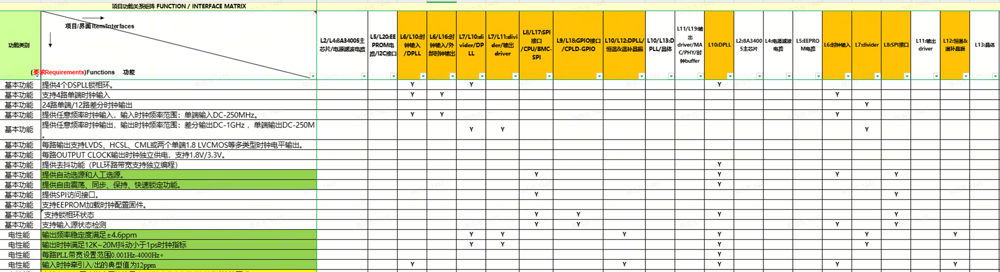 项目功能关系矩阵 FUNCTION / INTERFACE MATRIX
功能类别
项目/界面 Item/Interfaces
(要求Requirements)Functions 功能
L2/L4:8A34005主芯片/电源滤波电路
L5/L20:EEPROM电路/I2C接口
L6/L10:时钟输入/DPLL
L6/L16:时钟输入/外部时钟输出
L7/L10:divider/DPLL
L7/L11:divider/输出driver
L8/L17:SPI接口/CPU/BMC-SPI
L9/L18:GPIO接口/CPLD-GPIO
L10/L12:DPLL/恒温&温补晶振
L10/L13:DPLL/晶体
L11/L19:输出driver/MAC/PHY/时钟buffer
L10:DPLL
L2:8A34005主芯片
L4:电源滤波电路
L5:EEPROM电路
L6:时钟输入
L7:divider
L8:SPI接口
L11:输出driver
L12:恒温&温补晶振
L13:晶体
基本功能 提供4个DSPLL锁相环。 Y Y Y
基本功能 支持4路单端时钟输入 Y Y Y
基本功能 24路单端/12路差分时钟输出 Y
基本功能 提供任意频率时钟输入，输入时钟频率范围：单端输入DC-250MHz。 Y Y Y
基本功能 提供任意频率时钟输出，输出时钟频率范围：差分输出DC-1GHz ，单端输出DC-250M
。 Y Y Y
基本功能 每路输出支持LVDS、HCSL、CML或两个单端1.8 LVCMOS等多类型时钟电平输出。
基本功能 每路OUTPUT CLOCK输出时钟独立供电，支持1.8V/3.3V。
基本功能 提供去抖功能（PLL环路带宽支持独立编程） Y
基本功能 提供自动选源和人工选源。 Y Y Y Y
基本功能 提供自由震荡、同步、保持、快速锁定功能。 Y
基本功能 提供SPI访问接口。 Y Y
基本功能 支持EEPROM加载时钟配置固件。
基本功能 支持锁相环状态 Y Y Y Y
基本功能 支持输入源状态检测 Y Y Y Y
电性能 输出频率稳定度满足±4.6ppm Y Y Y Y Y Y
电性能 输出时钟满足12K~20M抖动小于1ps时钟指标 Y Y Y Y
电性能 每路PLL带宽设置范围0.001Hz-4000Hz。 Y
电性能 输入时钟牵引入/出的典型值为12ppm Y Y Y Y Y